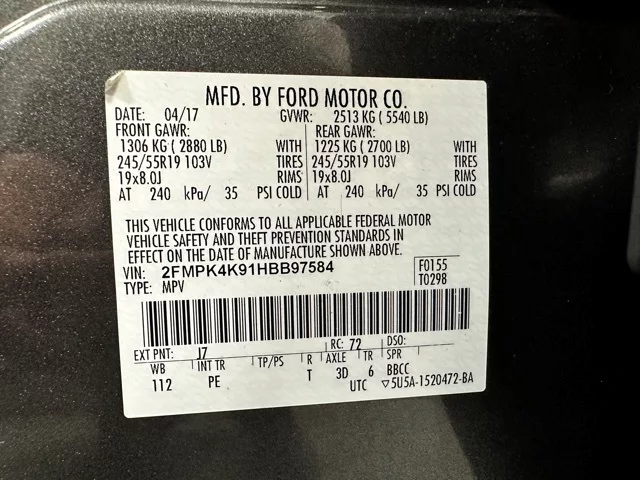 MFD. BY FORD MOTOR CO.
DATE: 04/17 GVWR: 2513 KG ( 5540 LB)
FRONT GAWR: REAR GAWR:
1306 KG ( 2880 LB) WITH 1225 KG ( 2700 LB) WITH
245/55R19 103V TIRES 245/55R19 103V TIRES
19x8.0J RIMS 19x8.0J RIMS
AT 240 kPa/ 35 PSI COLD AT 240 kPa/ 35 PSI COLD
THIS VEHICLE CONFORMS TO ALL APPLICABLE FEDERAL MOTOR
VEHICLE SAFETY AND THEFT PREVENTION STANDARDS IN
EFFECT ON THE DATE OF MANUFACTURE SHOWN ABOVE.
VIN: 2FMPK4K91HBB97584 F0155
TYPE: MPV T0298
EXT PNT: J7 RC: 72 DSO:
WB INT TR TP/PS R AXLE TR SPR
112 PE T 3D 6 BBCC
UTC ▽5U5A-1520472-BA